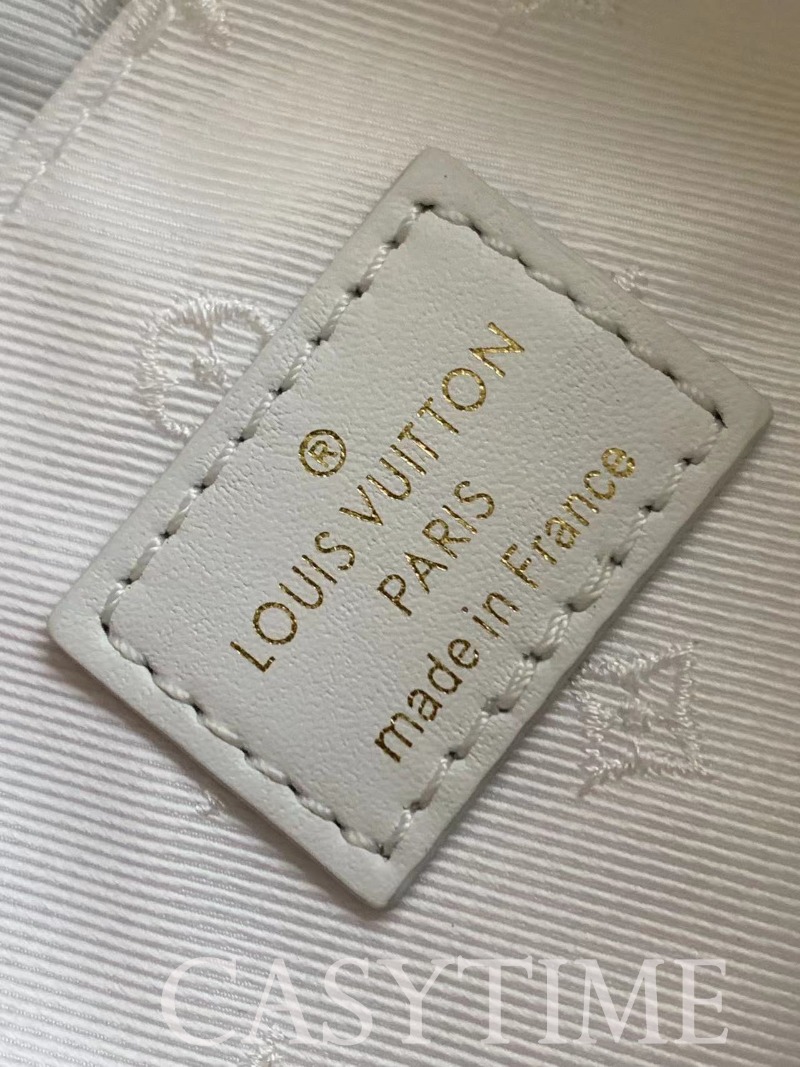 ®
LOUIS VUITTON
PARIS
made in France
CASYTIME